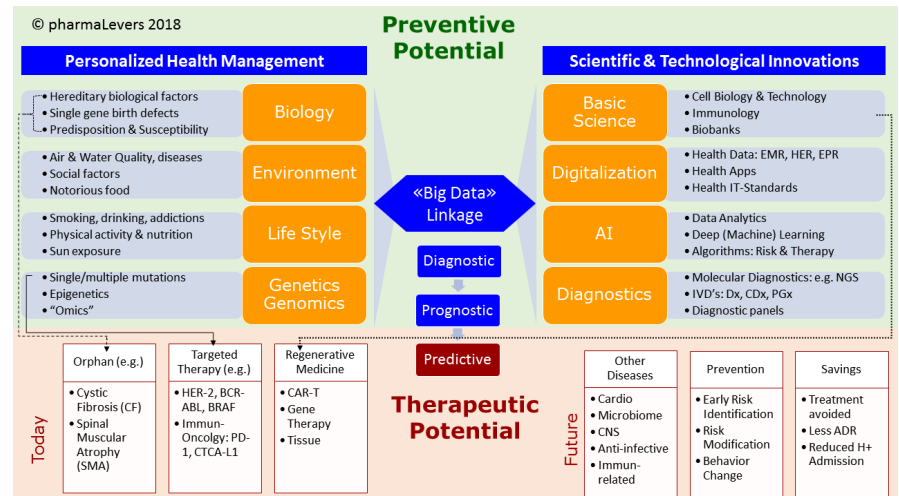 © pharmaLevers 2018
Preventive
Potential
Personalized Health Management
Scientific & Technological Innovations
• Hereditary biological factors
• Single gene birth defects
• Predisposition & Susceptibility
Biology
• Air & Water Quality, diseases
• Social factors
• Notorious food
Environment
• Smoking, drinking, addictions
• Physical activity & nutrition
• Sun exposure
Life Style
• Single/multiple mutations
• Epigenetics
• “Omics”
Genetics
Genomics
«Big Data»
Linkage
Diagnostic
Prognostic
Predictive
Basic
Science
• Cell Biology & Technology
• Immunology
• Biobanks
Digitalization
• Health Data: EMR, HER, EPR
• Health Apps
• Health IT-Standards
AI
• Data Analytics
• Deep (Machine) Learning
• Algorithms: Risk & Therapy
Diagnostics
• Molecular Diagnostics: e.g. NGS
• IVD’s: Dx, CDx, PGx
• Diagnostic panels
Therapeutic
Potential
Today
Orphan (e.g.)
• Cystic
Fibrosis (CF)
• Spinal
Muscular
Atrophy
(SMA)
Targeted
Therapy (e.g.)
• HER-2, BCR-
ABL, BRAF
• Immun-
Oncolgy: PD-
1, CTCA-L1
Regenerative
Medicine
• CAR-T
• Gene
Therapy
• Tissue
Future
Other
Diseases
• Cardio
• Microbiome
• CNS
• Anti-infective
• Immun-
related
Prevention
• Early Risk
Identification
• Risk
Modification
• Behavior
Change
Savings
• Treatment
avoided
• Less ADR
• Reduced H+
Admission